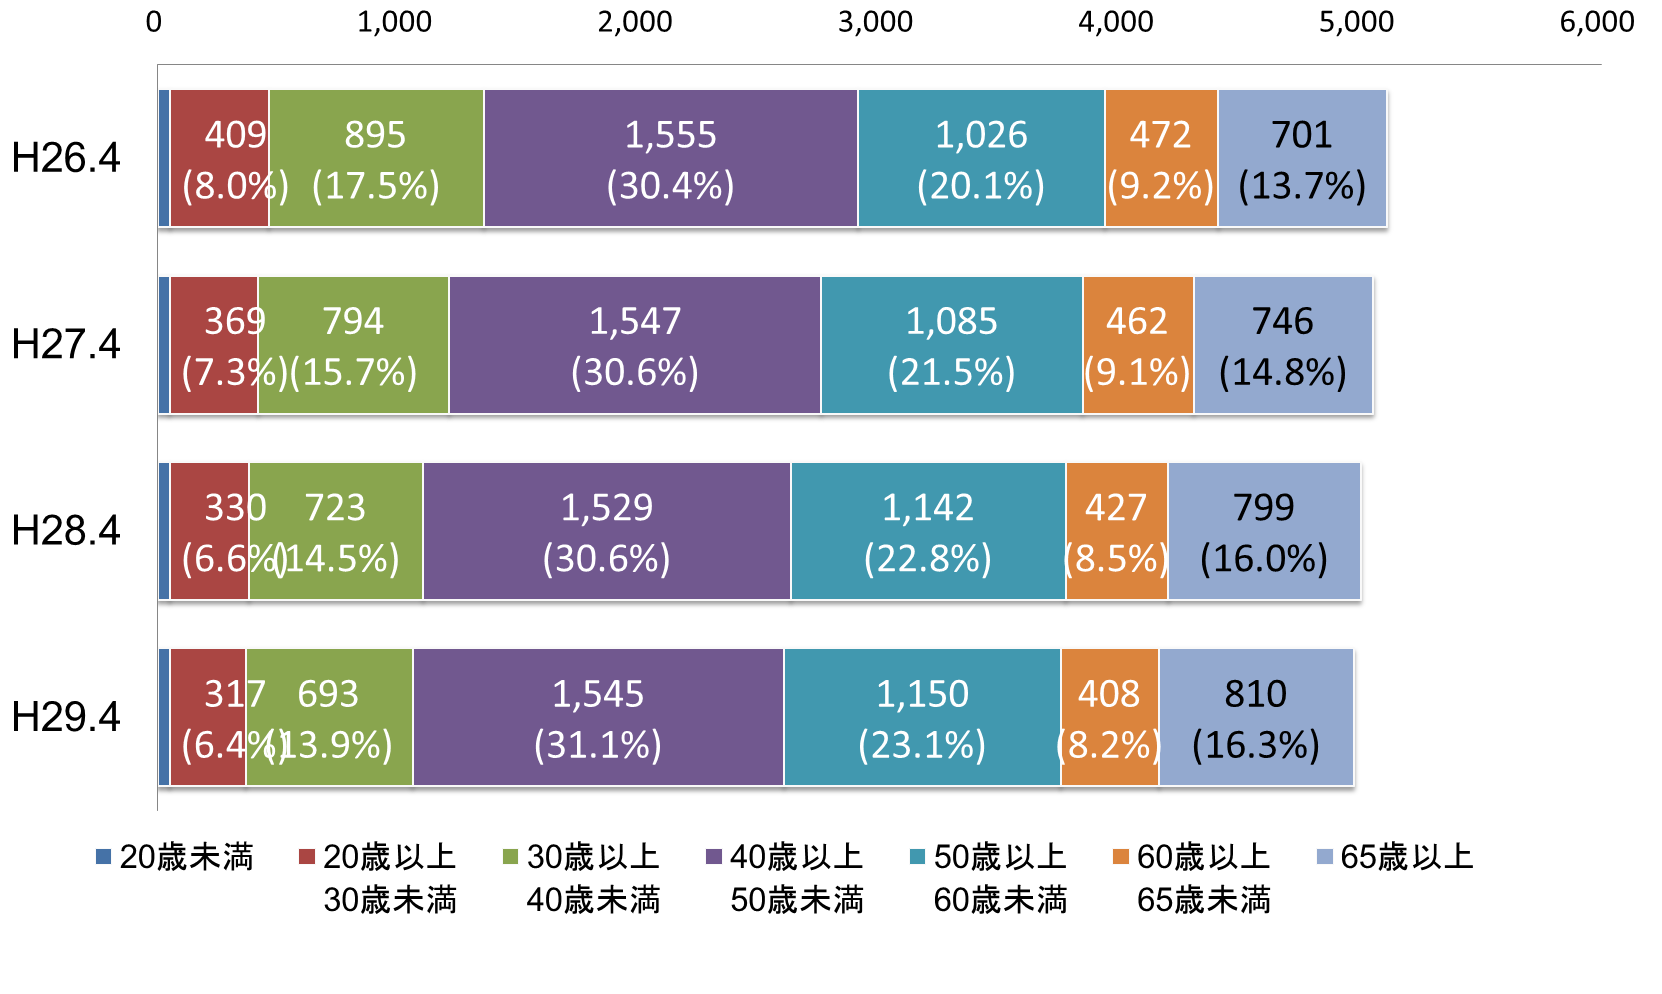 0 1,000 2,000 3,000 4,000 5,000 6,000
H26.4
409 895 1,555 1,026 472 701
(8.0%) (17.5%) (30.4%) (20.1%) (9.2%) (13.7%)
H27.4
369 794 1,547 1,085 462 746
(7.3%) (15.7%) (30.6%) (21.5%) (9.1%) (14.8%)
H28.4
330 723 1,529 1,142 427 799
(6.6%) (14.5%) (30.6%) (22.8%) (8.5%) (16.0%)
H29.4
317 693 1,545 1,150 408 810
(6.4%) (13.9%) (31.1%) (23.1%) (8.2%) (16.3%)
20歳未満 20歳以上 30歳以上 40歳以上 50歳以上 60歳以上 65歳以上
30歳未満 40歳未満 50歳未満 60歳未満 65歳未満